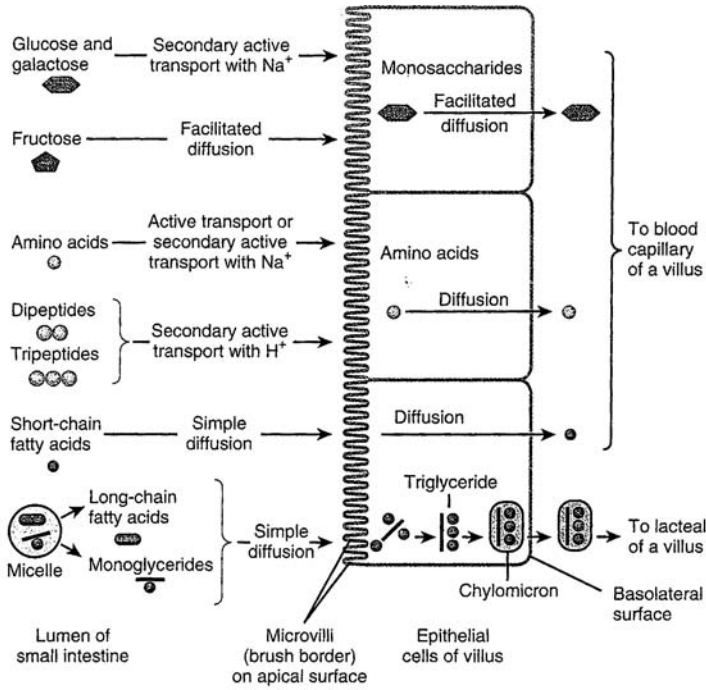 Glucose and
galactose
Secondary active
transport with Na⁺
Monosaccharides
Facilitated
diffusion
Fructose
Facilitated
diffusion
To blood
capillary
of a villus
Amino acids
Active transport or
secondary active
transport with Na⁺
Amino acids
Diffusion
Dipeptides
Tripeptides
Secondary active
transport with H⁺
Short-chain
fatty acids
Simple
diffusion
Diffusion
Triglyceride
Long-chain
fatty acids
Micelle
Monoglycerides
Simple
diffusion
To lacteal
of a villus
Chylomicron
Basolateral
surface
Lumen of
small intestine
Microvilli
(brush border)
on apical surface
Epithelial
cells of villus